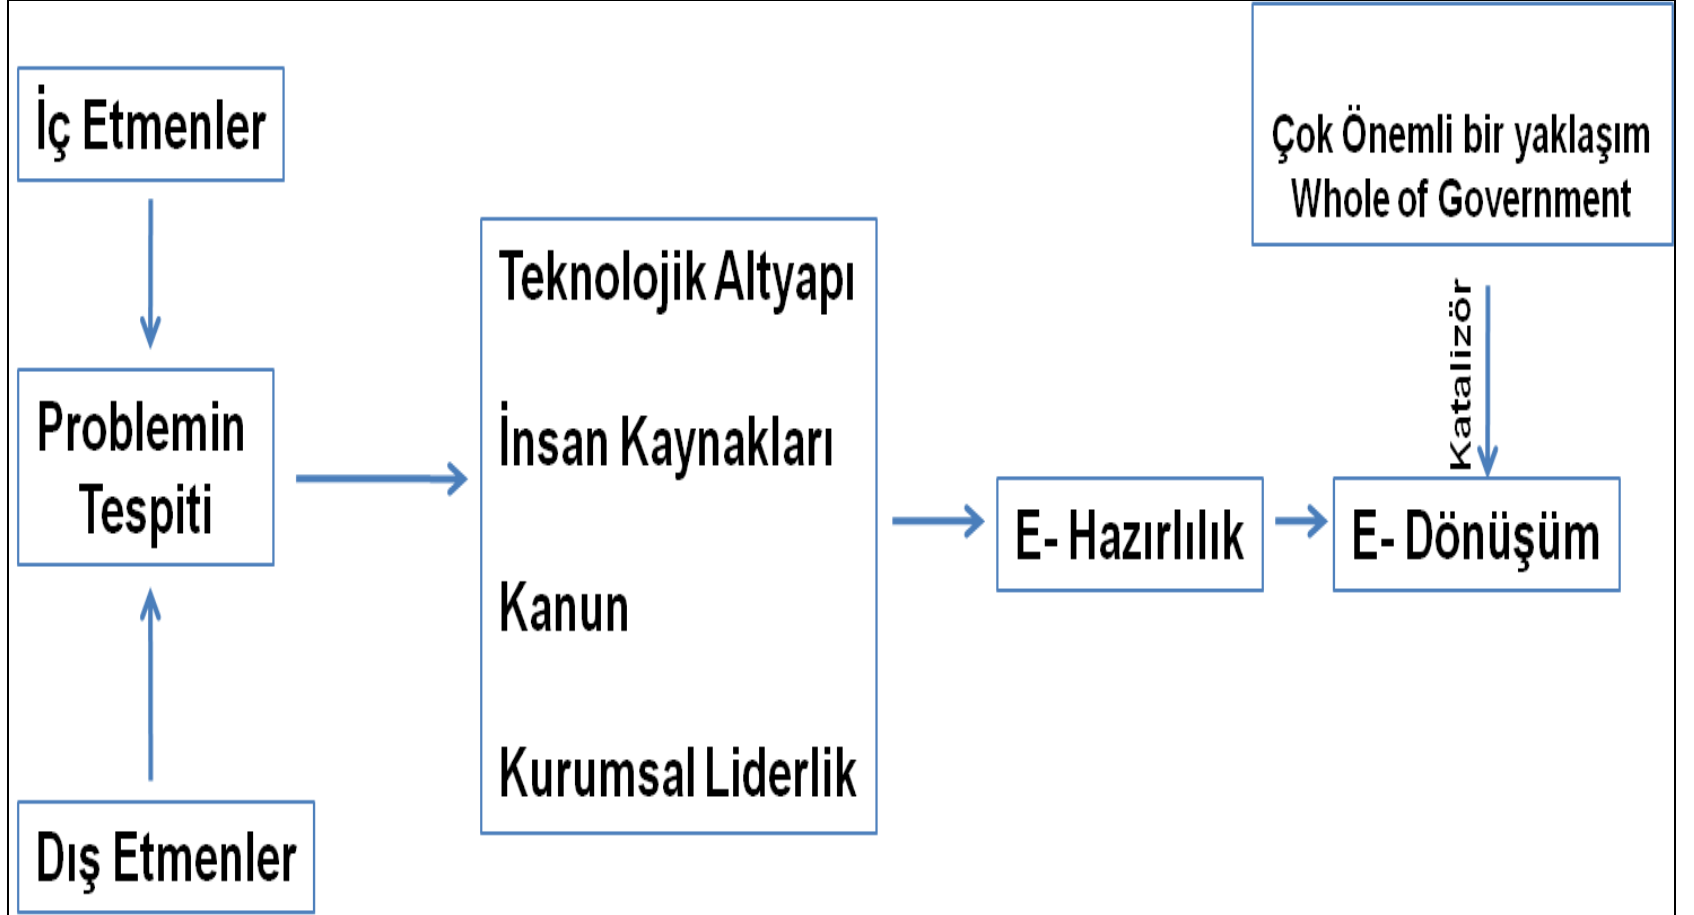 İç Etmenler
Problemin
Tespiti
Dış Etmenler
Teknolojik Altyapı
İnsan Kaynakları
Kanun
Kurumsal Liderlik
E- Hazırlılık
E- Dönüşüm
Katalizör
Çok Önemli bir yaklaşım
Whole of Government